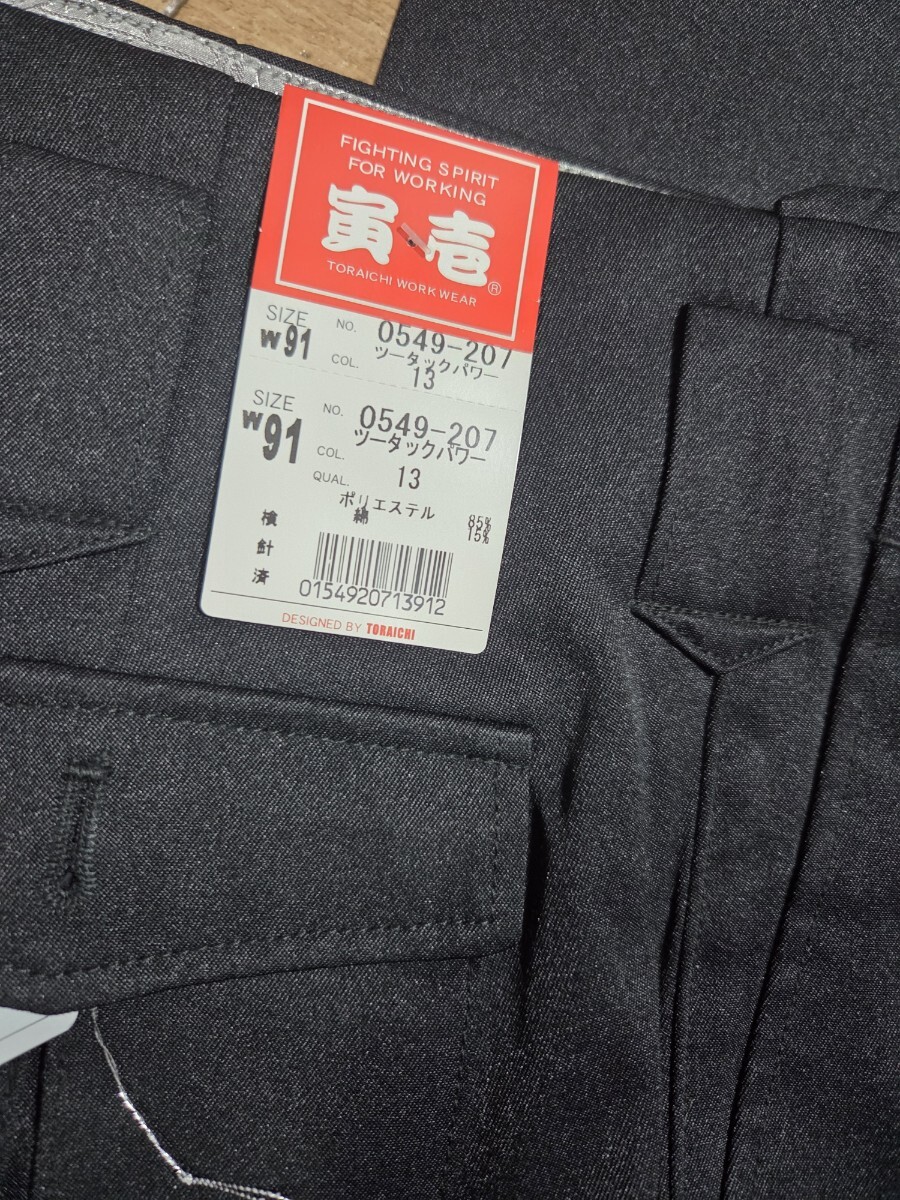 FIGHTING SPIRIT
FOR WORKING
寅壱®
TORAICHI WORK WEAR
SIZE NO. 0549-207
W91 ツータックパワー
COL. 13
SIZE NO. 0549-207
W91 ツータックパワー
COL. 13
QUAL.
ポリエステル 85%
綿 15%
検針済
0154920713912
DESIGNED BY TORAICHI